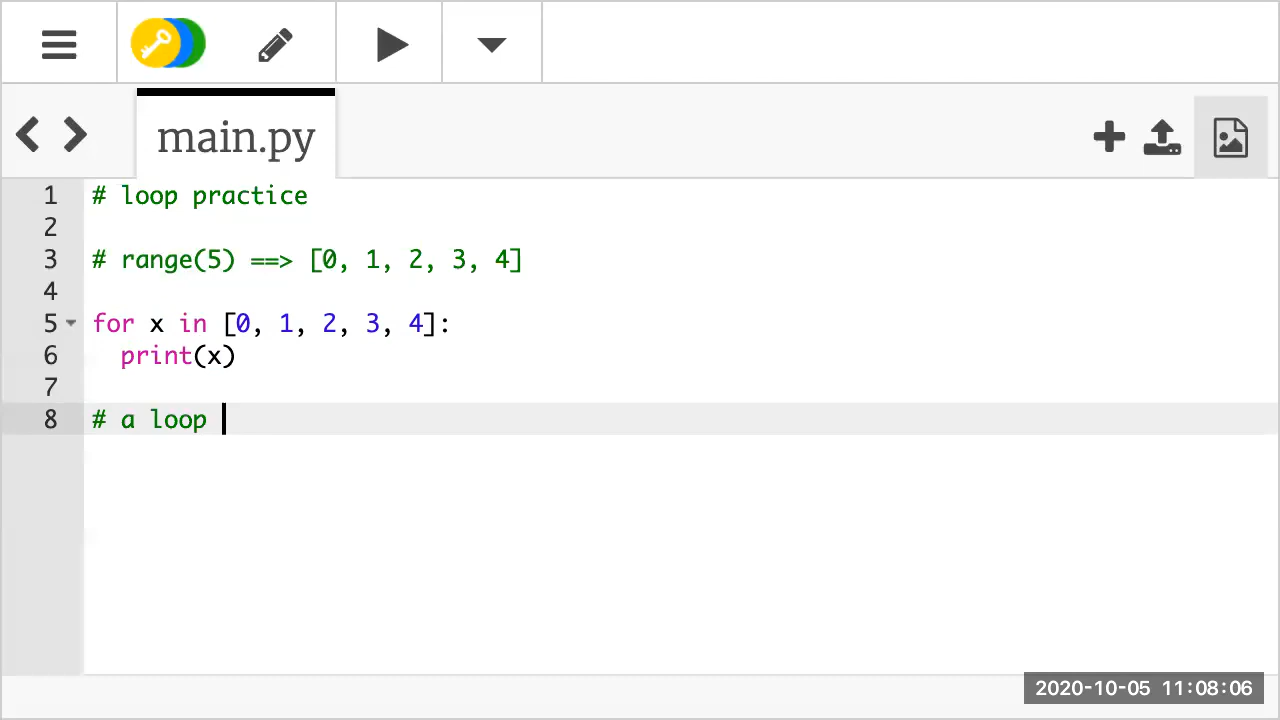 main.py
1 # loop practice
2
3 # range(5) ==> [0, 1, 2, 3, 4]
4
5 for x in [0, 1, 2, 3, 4]:
6   print(x)
7
8 # a loop
2020-10-05 11:08:06